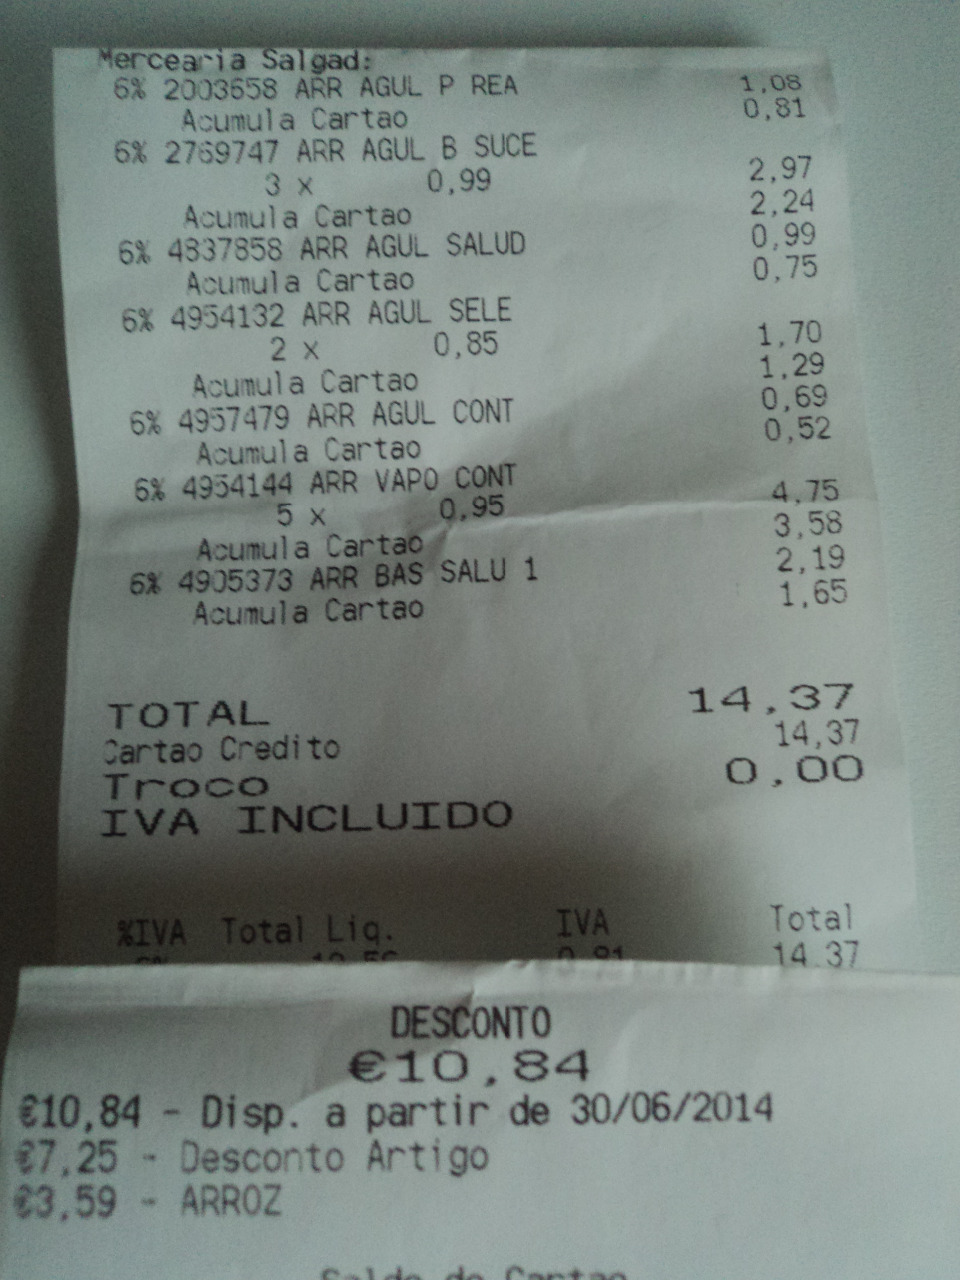 Mercearia Salgad:
6% 2003658 ARR AGUL P REA 1,08
Acumula Cartao 0,81
6% 2769747 ARR AGUL B SUCE
3 x 0,99 2,97
Acumula Cartao 2,24
6% 4837858 ARR AGUL SALUD 0,99
Acumula Cartao 0,75
6% 4954132 ARR AGUL SELE
2 x 0,85 1,70
Acumula Cartao 1,29
6% 4957479 ARR AGUL CONT 0,69
Acumula Cartao 0,52
6% 4954144 ARR VAPO CONT
5 x 0,95 4,75
Acumula Cartao 3,58
6% 4905373 ARR BAS SALU 1 2,19
Acumula Cartao 1,65
TOTAL 14,37
Cartao Credito 14,37
Troco 0,00
IVA INCLUIDO
%IVA Total Liq. IVA Total
6% 0,81 14,37
DESCONTO
€10,84
€10,84 - Disp. a partir de 30/06/2014
€7,25 - Desconto Artigo
€3,59 - ARROZ
Saldo do Cartao